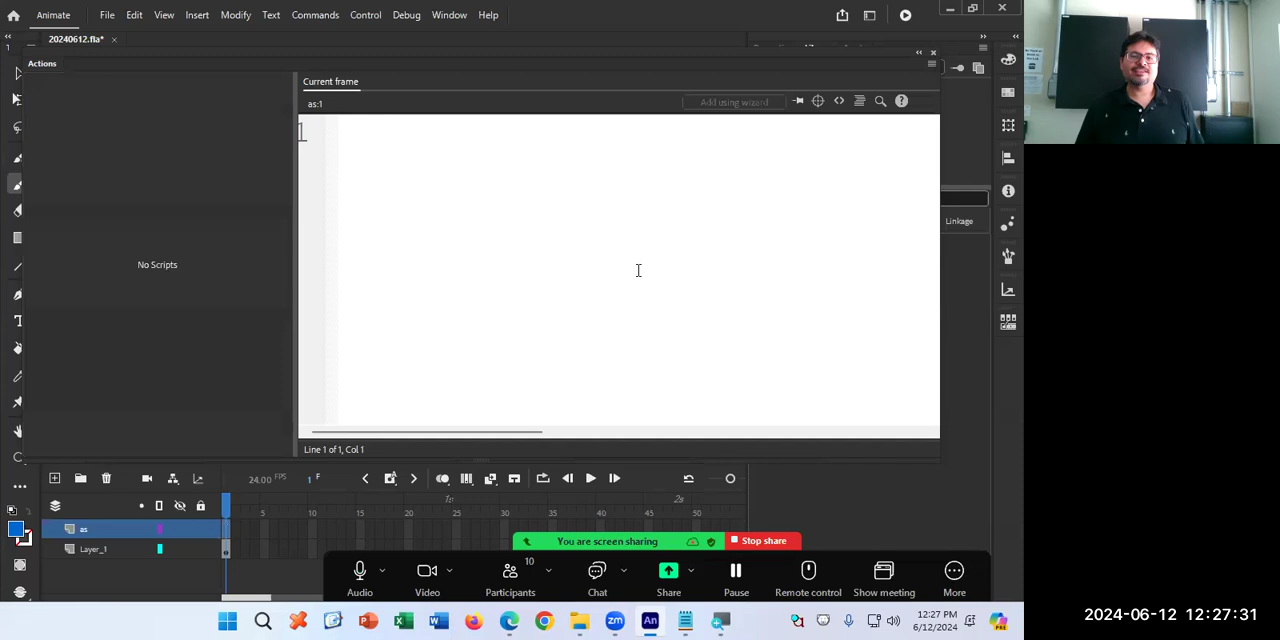 Animate File Edit View Insert Modify Text Commands Control Debug Window Help
20240612.fla*
Actions
Current frame
as:1
Add using wizard
1
Linkage
No Scripts
Line 1 of 1, Col 1
24.00 FPS 1 F
1s 2s
5 10 15 20 25 30 35 40 45 50
as
Layer_1
You are screen sharing Stop share
10
Audio Video Participants Chat Share Pause Remote control Show meeting More
12:27 PM
6/12/2024
2024-06-12 12:27:31